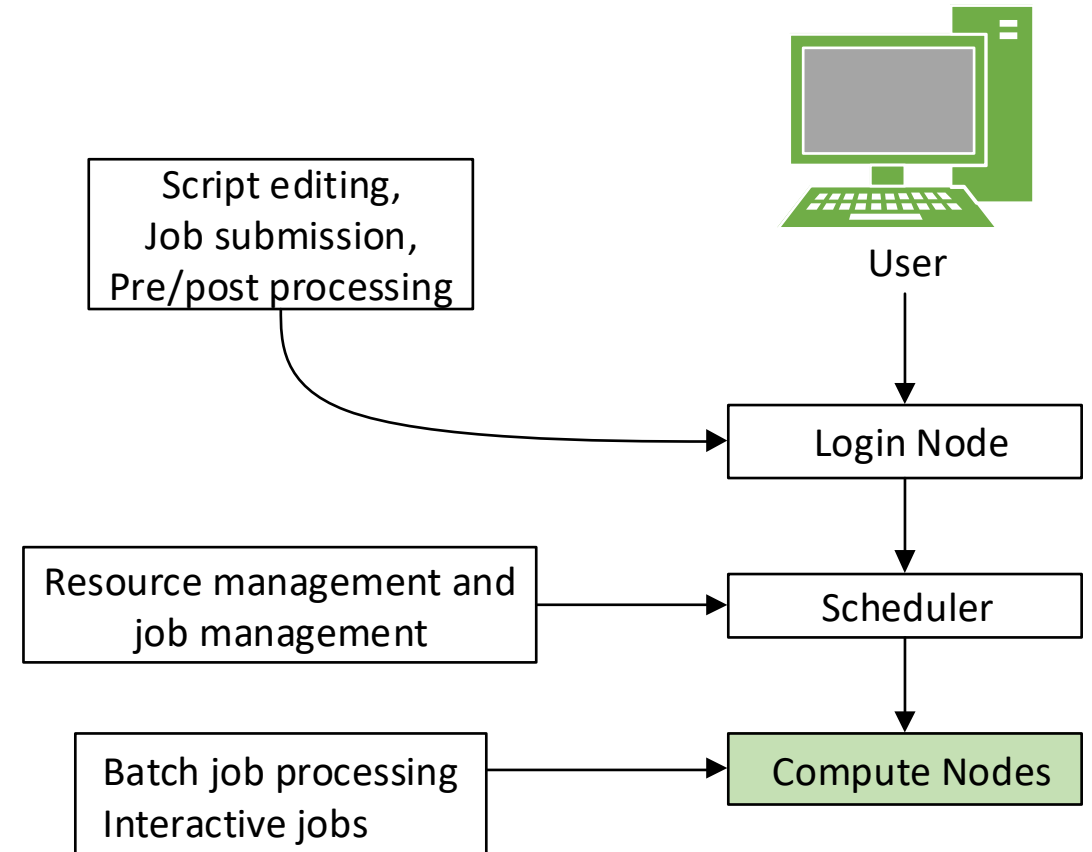 Script editing,
Job submission,
Pre/post processing
User
Login Node
Resource management and
job management
Scheduler
Batch job processing
Interactive jobs
Compute Nodes